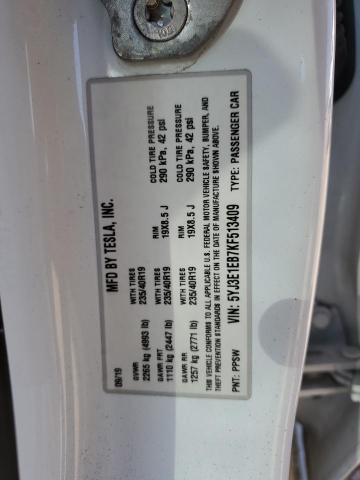 MFD BY TESLA, INC.
09/19
GVWR TIRES RIM COLD TIRE PRESSURE
2265 kg (4993 lb) 235/40R19 19X8.5 J 290 kPa, 42 psi
GAWR FRT TIRES RIM COLD TIRE PRESSURE
1110 kg (2447 lb) 235/40R19 19X8.5 J 290 kPa, 42 psi
GAWR RR
1257 kg (2771 lb) 235/40R19
THIS VEHICLE CONFORMS TO ALL APPLICABLE U.S. FEDERAL MOTOR VEHICLE SAFETY, BUMPER, AND
THEFT PREVENTION STANDARDS IN EFFECT ON THE DATE OF MANUFACTURE SHOWN ABOVE.
VIN: 5YJ3E1EB7KF513409
PNT: PPSW TYPE: PASSENGER CAR